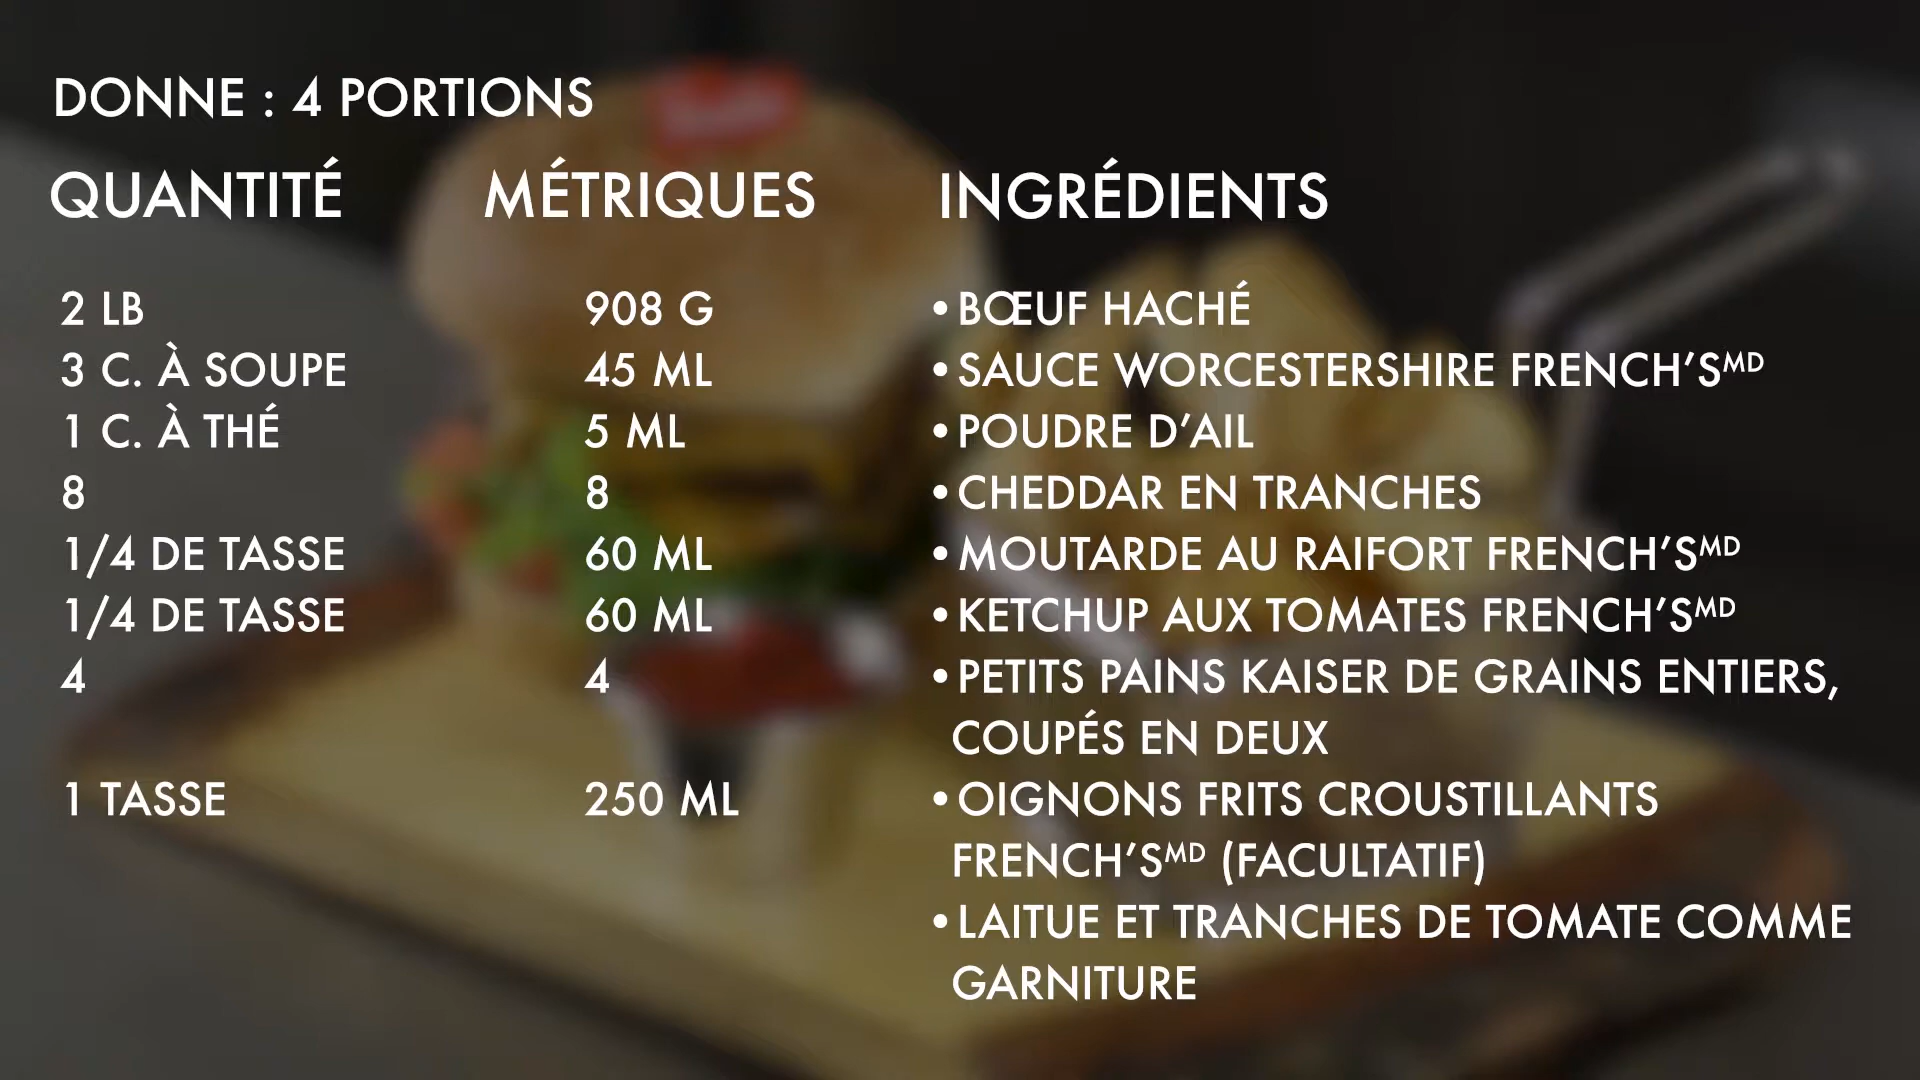 DONNE : 4 PORTIONS
QUANTITÉ MÉTRIQUES INGRÉDIENTS
2 LB 908 G •BŒUF HACHÉ
3 C. À SOUPE 45 ML •SAUCE WORCESTERSHIRE FRENCH’Sᴹᴰ
1 C. À THÉ 5 ML •POUDRE D’AIL
8 8 •CHEDDAR EN TRANCHES
1/4 DE TASSE 60 ML •MOUTARDE AU RAIFORT FRENCH’Sᴹᴰ
1/4 DE TASSE 60 ML •KETCHUP AUX TOMATES FRENCH’Sᴹᴰ
4 4 •PETITS PAINS KAISER DE GRAINS ENTIERS,
COUPÉS EN DEUX
1 TASSE 250 ML •OIGNONS FRITS CROUSTILLANTS
FRENCH’Sᴹᴰ (FACULTATIF)
•LAITUE ET TRANCHES DE TOMATE COMME
GARNITURE